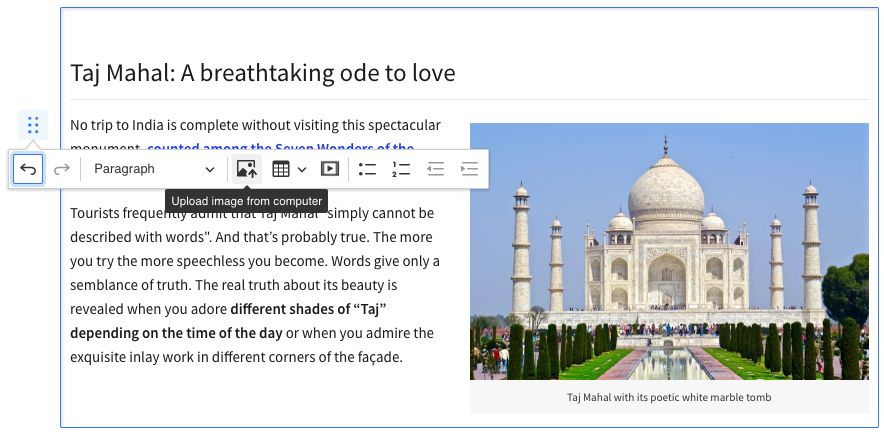 Taj Mahal: A breathtaking ode to love
No trip to India is complete without visiting this spectacular
monument, counted among the Seven Wonders of the
Paragraph
Upload image from computer
Tourists frequently admit that Taj Mahal "simply cannot be
described with words". And that’s probably true. The more
you try the more speechless you become. Words give only a
semblance of truth. The real truth about its beauty is
revealed when you adore different shades of “Taj”
depending on the time of the day or when you admire the
exquisite inlay work in different corners of the façade.
Taj Mahal with its poetic white marble tomb